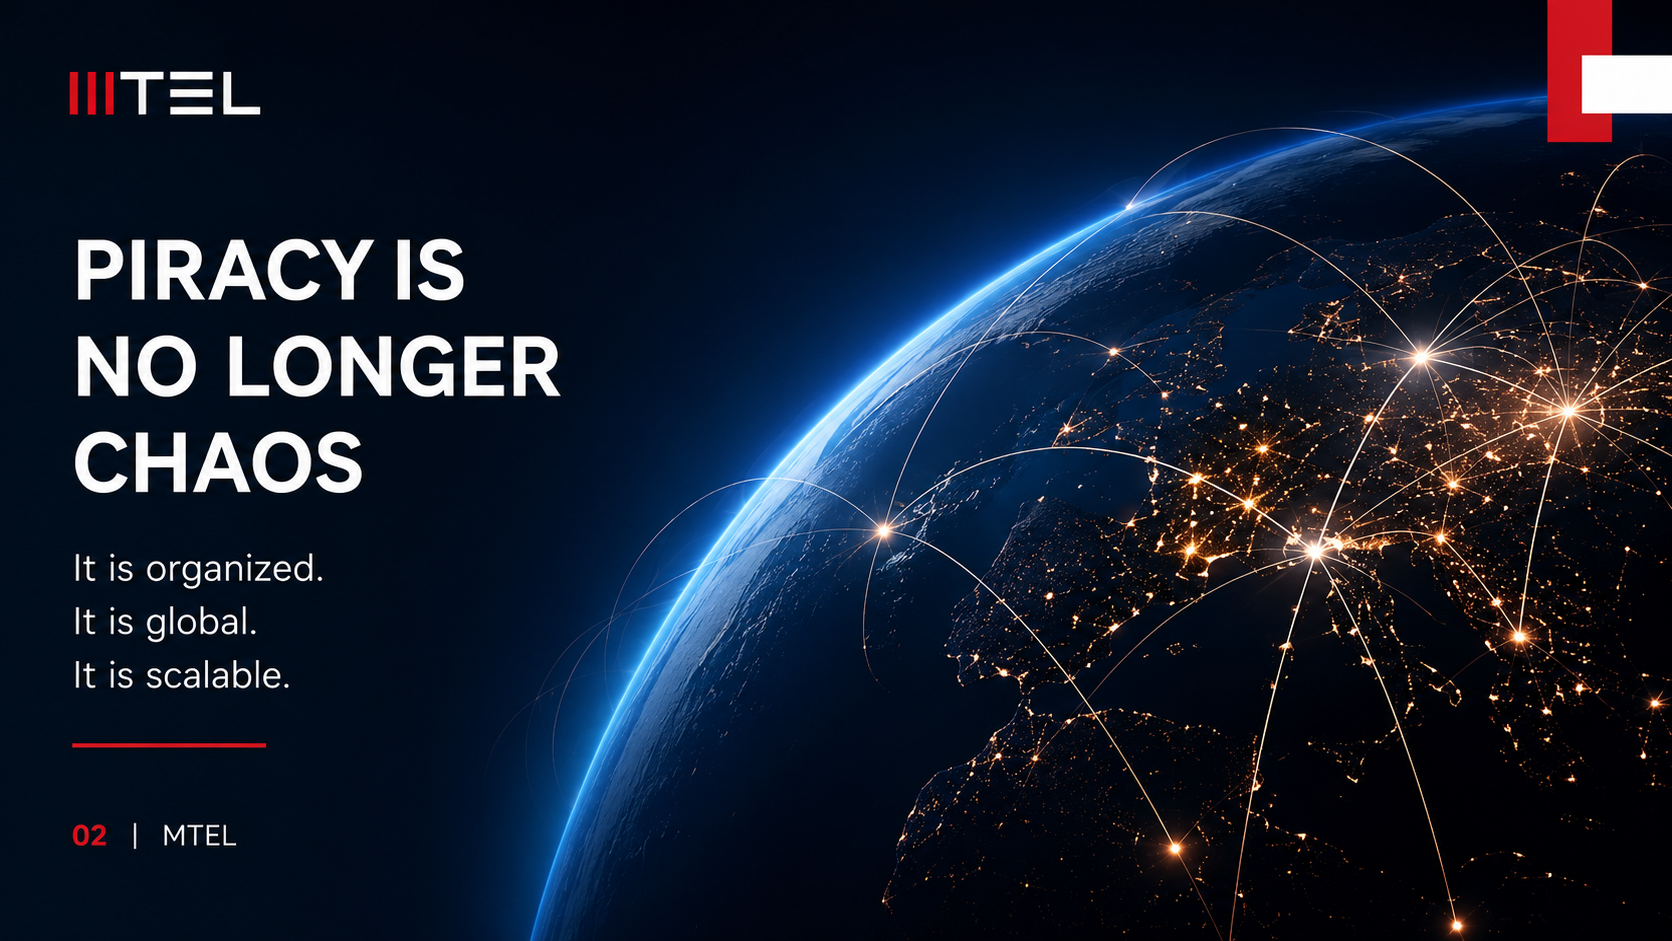 MTEL
PIRACY IS
NO LONGER
CHAOS
It is organized.
It is global.
It is scalable.
02 | MTEL